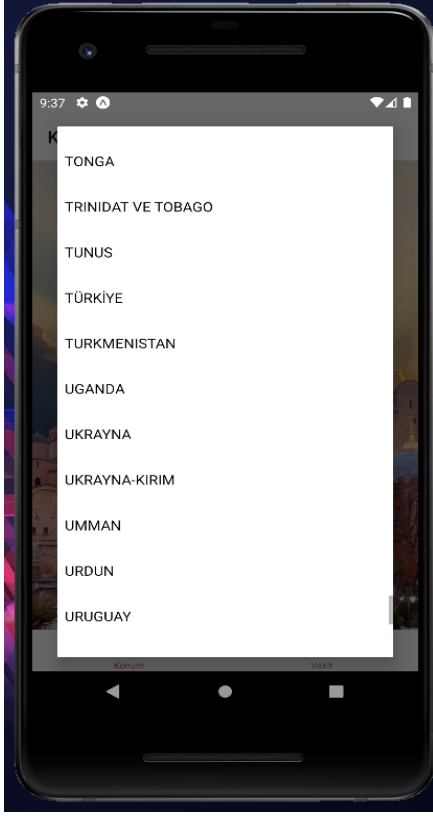 9:37
K
TONGA
TRINIDAT VE TOBAGO
TUNUS
TÜRKİYE
TURKMENISTAN
UGANDA
UKRAYNA
UKRAYNA-KIRIM
UMMAN
URDUN
URUGUAY
Konum Vakit